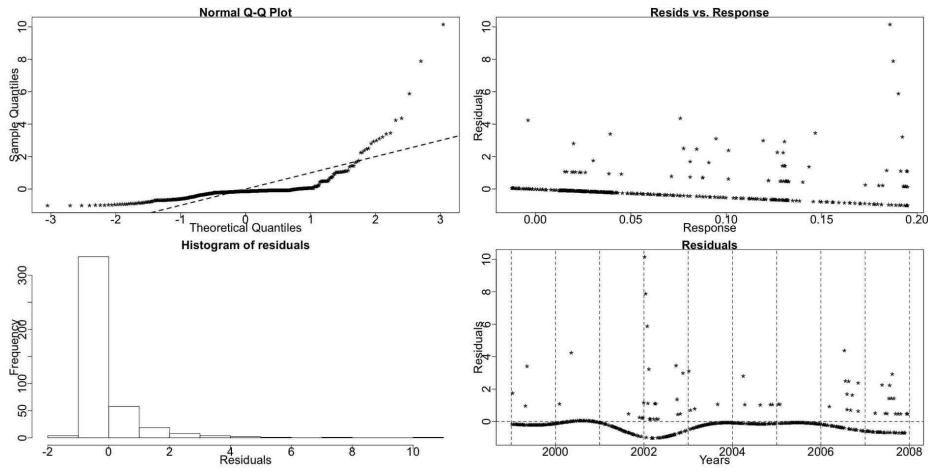 Normal Q-Q Plot
Sample Quantiles
0 2 4 6 8 10
-3 -2 -1 0 1 2 3
Theoretical Quantiles
Resids vs. Response
Residuals
0 2 4 6 8 10
0.00 0.05 0.10 0.15 0.20
Response
Histogram of residuals
Frequency
0 50 100 200 300
-2 0 2 4 6 8 10
Residuals
Residuals
Residuals
0 2 4 6 8 10
2000 2002 2003 2004 2006 2008
Years